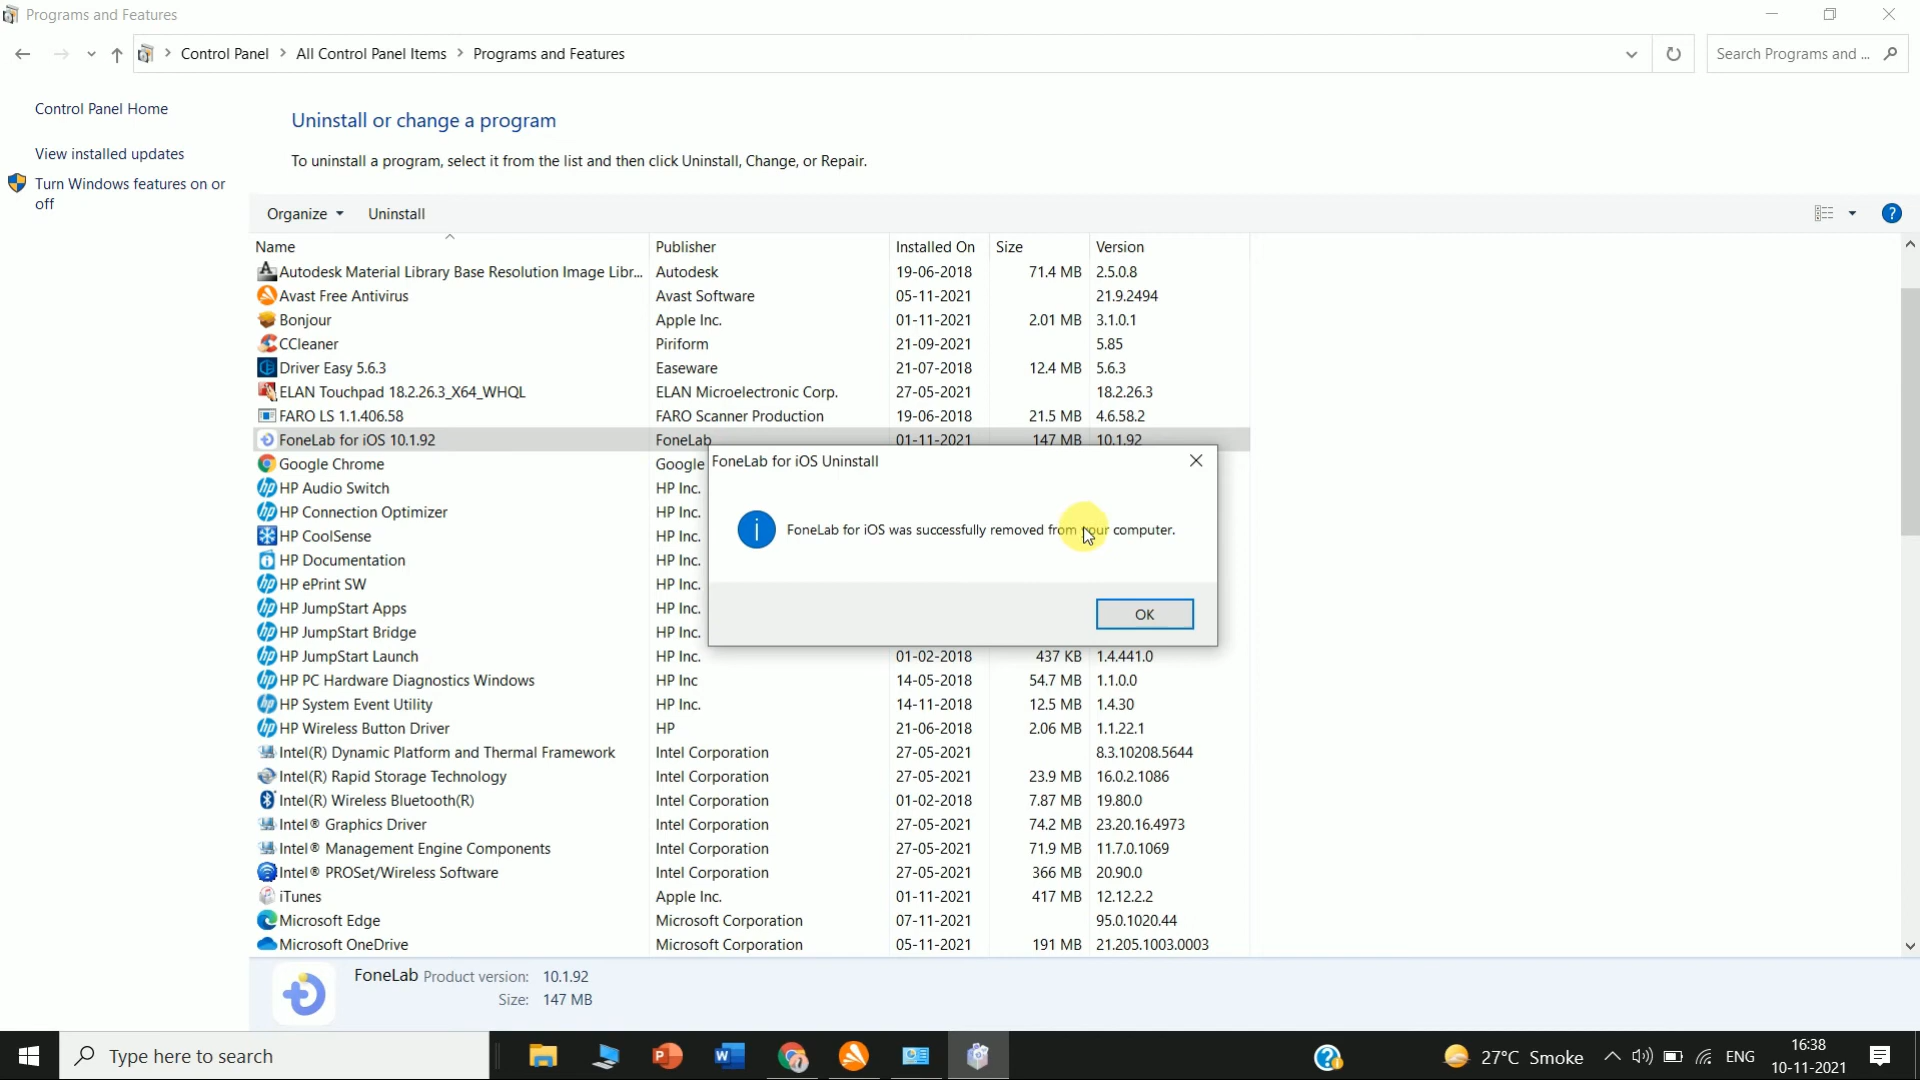 Programs and Features
Control Panel > All Control Panel Items > Programs and Features
Search Programs and ...
Control Panel Home
View installed updates
Turn Windows features on or
off
Uninstall or change a program
To uninstall a program, select it from the list and then click Uninstall, Change, or Repair.
Organize Uninstall
Name Publisher Installed On Size Version
Autodesk Material Library Base Resolution Image Libr... Autodesk 19-06-2018 71.4 MB 2.5.0.8
Avast Free Antivirus Avast Software 05-11-2021 21.9.2494
Bonjour Apple Inc. 01-11-2021 2.01 MB 3.1.0.1
CCleaner Piriform 21-09-2021 5.85
Driver Easy 5.6.3 Easeware 21-07-2018 12.4 MB 5.6.3
ELAN Touchpad 18.2.26.3_X64_WHQL ELAN Microelectronic Corp. 27-05-2021 18.2.26.3
FARO LS 1.1.406.58 FARO Scanner Production 19-06-2018 21.5 MB 4.6.58.2
FoneLab for iOS 10.1.92 FoneLab 01-11-2021 147 MB 10.1.92
Google Chrome Google
HP Audio Switch HP Inc.
HP Connection Optimizer HP Inc.
HP CoolSense HP Inc.
HP Documentation HP Inc.
HP ePrint SW HP Inc.
HP JumpStart Apps HP Inc.
HP JumpStart Bridge HP Inc.
FoneLab for iOS Uninstall
FoneLab for iOS was successfully removed from your computer.
OK
HP JumpStart Launch HP Inc. 01-02-2018 437 KB 1.4.441.0
HP PC Hardware Diagnostics Windows HP Inc 14-05-2018 54.7 MB 1.1.0.0
HP System Event Utility HP Inc. 14-11-2018 12.5 MB 1.4.30
HP Wireless Button Driver HP 21-06-2018 2.06 MB 1.1.22.1
Intel(R) Dynamic Platform and Thermal Framework Intel Corporation 27-05-2021 8.3.10208.5644
Intel(R) Rapid Storage Technology Intel Corporation 27-05-2021 23.9 MB 16.0.2.1086
Intel(R) Wireless Bluetooth(R) Intel Corporation 01-02-2018 7.87 MB 19.80.0
Intel® Graphics Driver Intel Corporation 27-05-2021 74.2 MB 23.20.16.4973
Intel® Management Engine Components Intel Corporation 27-05-2021 71.9 MB 11.7.0.1069
Intel® PROSet/Wireless Software Intel Corporation 27-05-2021 366 MB 20.90.0
iTunes Apple Inc. 01-11-2021 417 MB 12.12.2.2
Microsoft Edge Microsoft Corporation 07-11-2021 95.0.1020.44
Microsoft OneDrive Microsoft Corporation 05-11-2021 191 MB 21.205.1003.0003
FoneLab Product version: 10.1.92
Size: 147 MB
Type here to search
27°C Smoke
ENG
16:38
10-11-2021